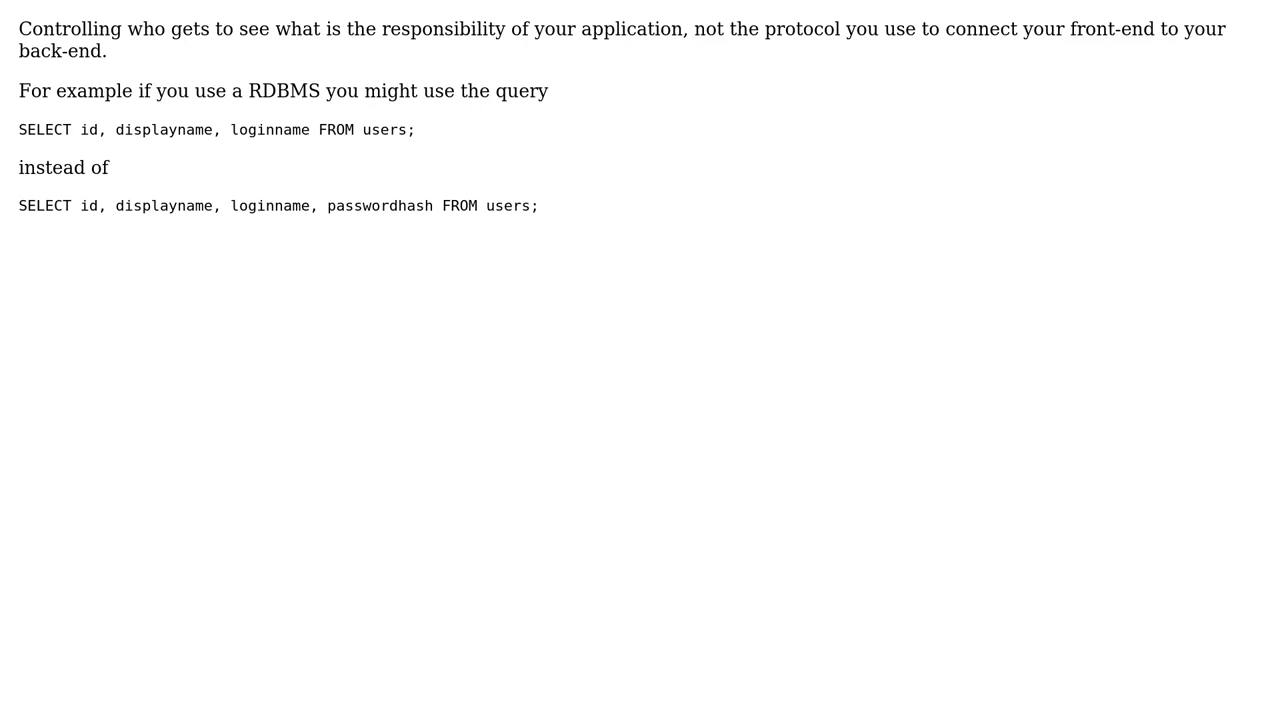 Controlling who gets to see what is the responsibility of your application, not the protocol you use to connect your front-end to your
back-end.
For example if you use a RDBMS you might use the query
SELECT id, displayname, loginname FROM users;
instead of
SELECT id, displayname, loginname, passwordhash FROM users;